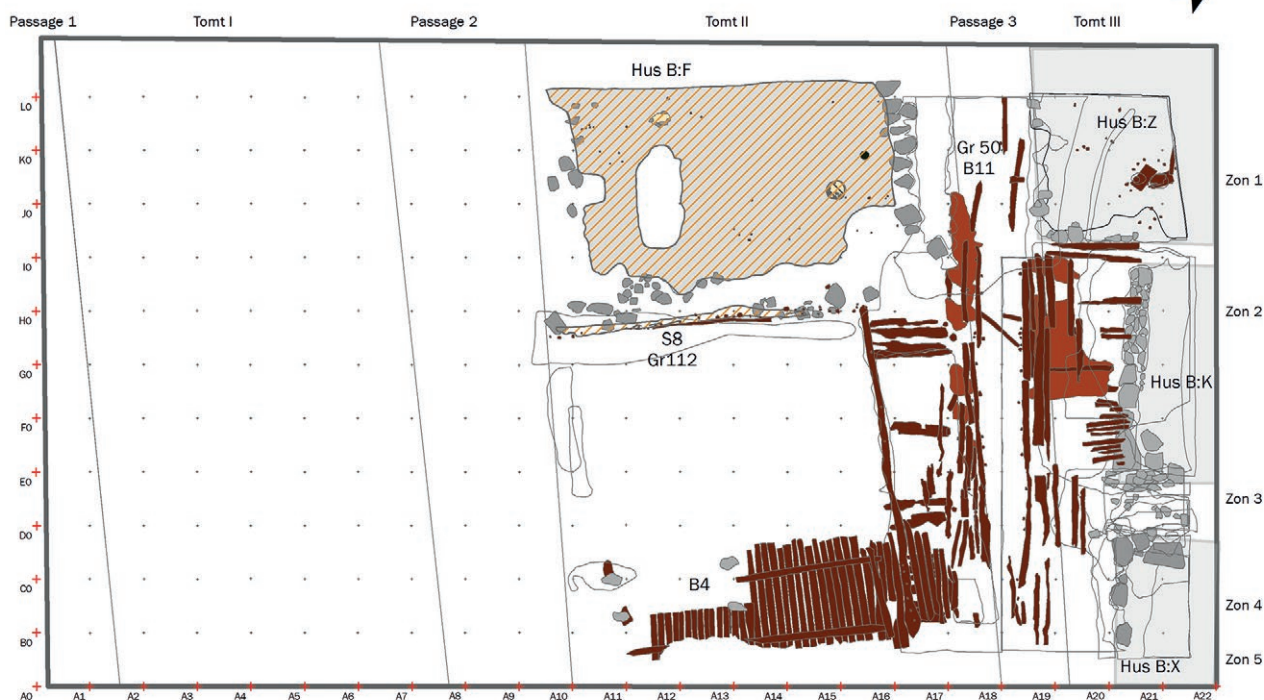 Passage 1 Tomt I Passage 2 Tomt II Passage 3 Tomt III
Hus B:F
L0
Hus B:Z
Gr 50
B11
K0
Zon 1
J0
I0
H0
Zon 2
S8
Gr112
G0
Hus B:K
F0
E0
Zon 3
D0
C0
B4
Zon 4
B0
Zon 5
Hus B:X
A0 A1 A2 A3 A4 A5 A6 A7 A8 A9 A10 A11 A12 A13 A14 A15 A16 A17 A18 A19 A20 A21 A22